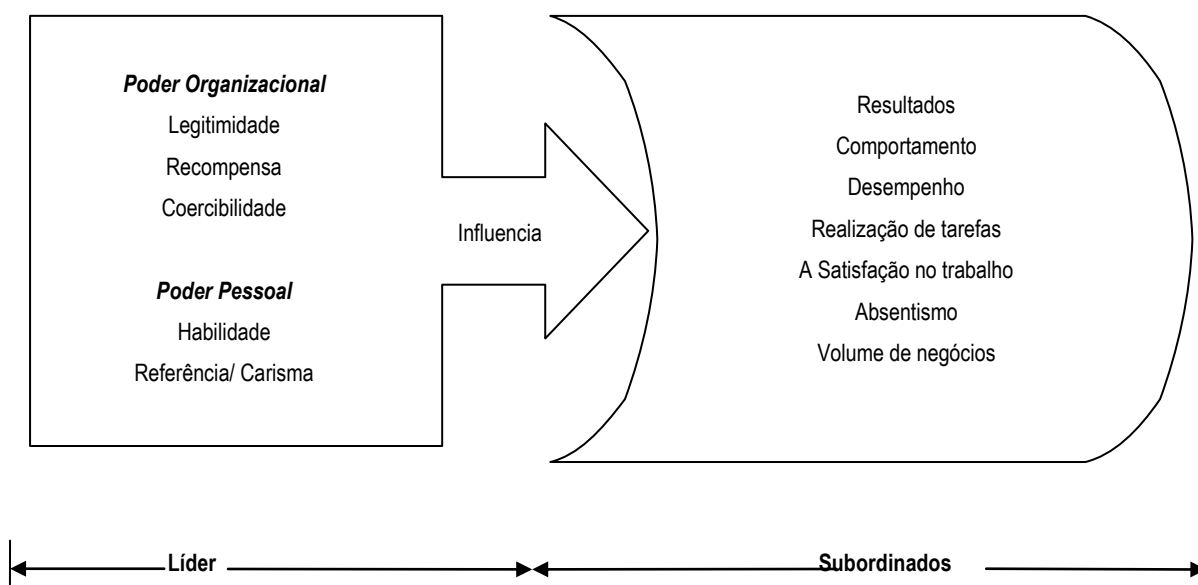 Poder Organizacional
Legitimidade
Recompensa
Coercibilidade
Poder Pessoal
Habilidade
Referência/ Carisma
Influencia
Resultados
Comportamento
Desempenho
Realização de tarefas
A Satisfação no trabalho
Absentismo
Volume de negócios
Líder
Subordinados